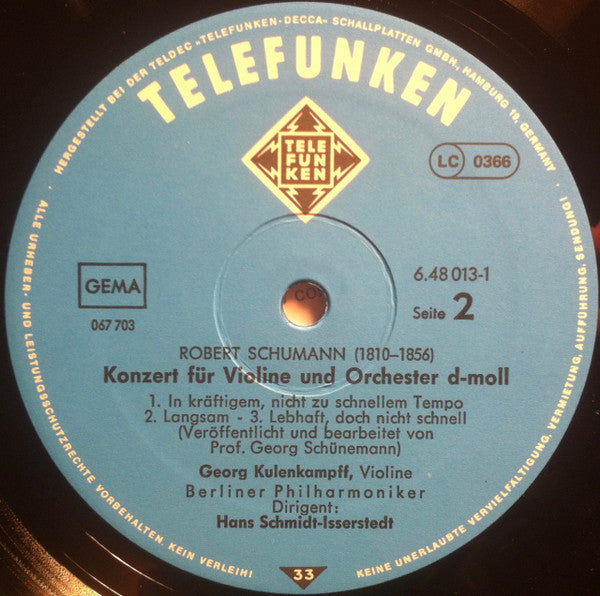 HERGESTELLT BEI DER TELDEC »TELEFUNKEN-DECCA« SCHALLPLATTEN GMBH., HAMBURG 19, GERMANY ·
TELEFUNKEN
TELE
FUN
KEN
LC 0366
GEMA
067 703
6.48 013-1
Seite 2
CO
ROBERT SCHUMANN (1810–1856)
Konzert für Violine und Orchester d-moll
1. In kräftigem, nicht zu schnellem Tempo
2. Langsam - 3. Lebhaft, doch nicht schnell
(Veröffentlicht und bearbeitet von
Prof. Georg Schünemann)
Georg Kulenkampff, Violine
Berliner Philharmoniker
Dirigent:
Hans Schmidt-Isserstedt
33
· ALLE URHEBER- UND LEISTUNGSSCHUTZRECHTE VORBEHALTEN. KEIN VERLEIH!
KEINE UNERLAUBTE VERVIELFÄLTIGUNG, VERMIETUNG, AUFFÜHRUNG, SENDUNG!